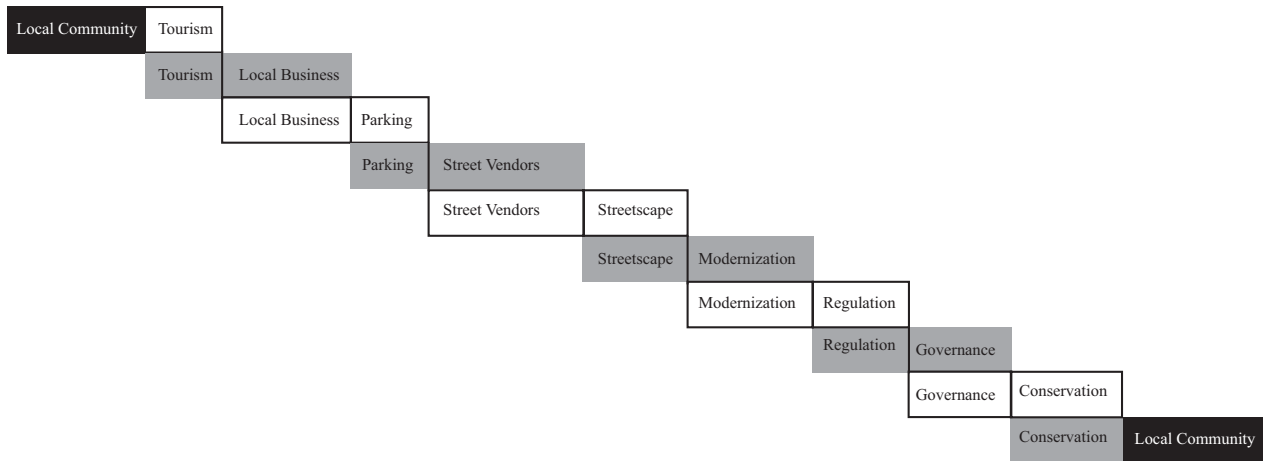 Local Community Tourism
Tourism Local Business
Local Business Parking
Parking Street Vendors
Street Vendors Streetscape
Streetscape Modernization
Modernization Regulation
Regulation Governance
Governance Conservation
Conservation Local Community